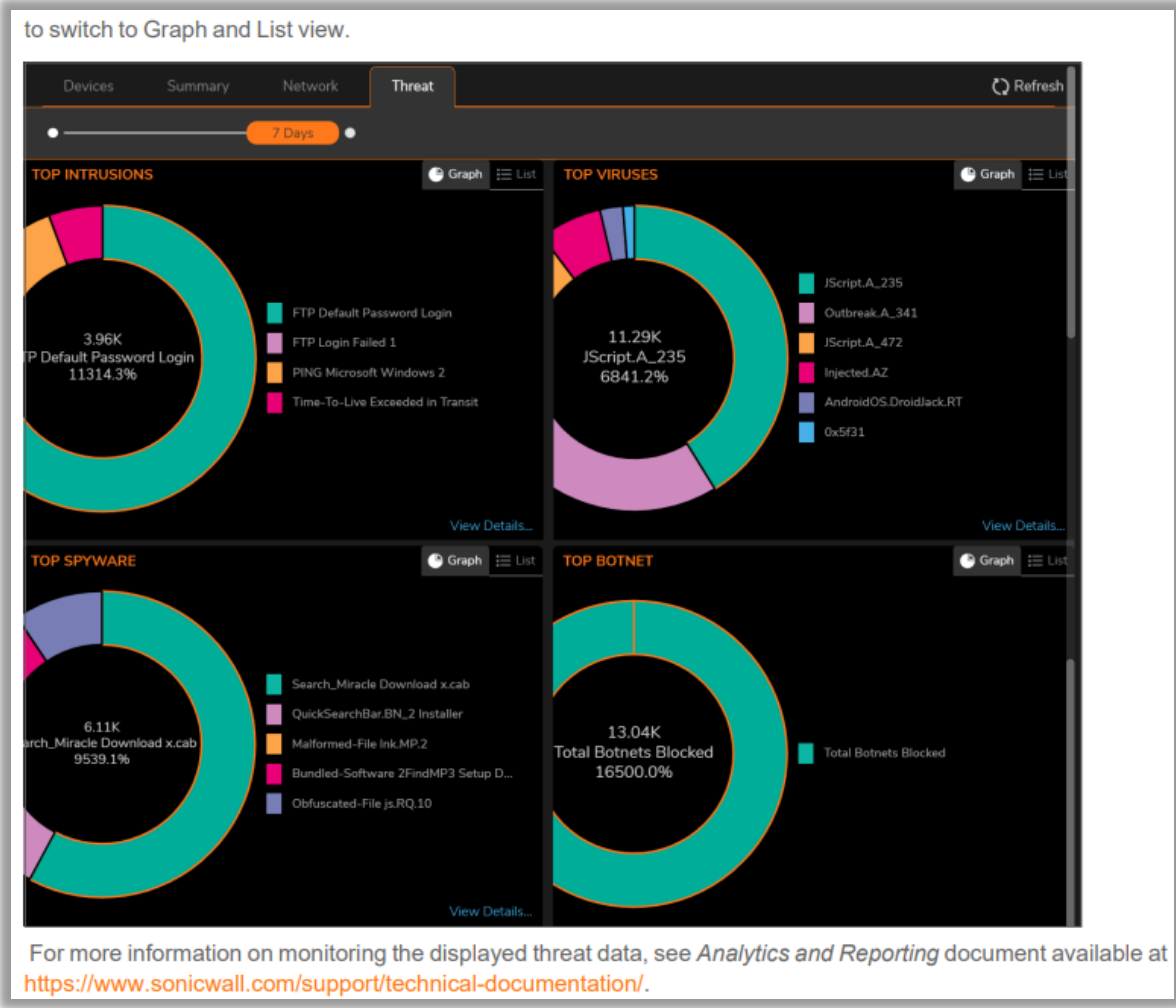 to switch to Graph and List view.
Devices Summary Network Threat Refresh
7 Days
TOP INTRUSIONS Graph List
3.96K
TP Default Password Login
11314.3%
FTP Default Password Login
FTP Login Failed 1
PING Microsoft Windows 2
Time-To-Live Exceeded in Transit
View Details...
TOP VIRUSES Graph List
11.29K
JScript.A_235
6841.2%
JScript.A_235
Outbreak.A_341
JScript.A_472
Injected.AZ
AndroidOS.DroidJack.RT
0x5f31
View Details...
TOP SPYWARE Graph List
6.11K
arch_Miracle Download x.cab
9539.1%
Search_Miracle Download x.cab
QuickSearchBar.BN_2 Installer
Malformed-File lnk.MP.2
Bundled-Software 2FindMP3 Setup D...
Obfuscated-File js.RQ.10
View Details...
TOP BOTNET Graph List
13.04K
Total Botnets Blocked
16500.0%
Total Botnets Blocked
For more information on monitoring the displayed threat data, see Analytics and Reporting document available at
https://www.sonicwall.com/support/technical-documentation/.